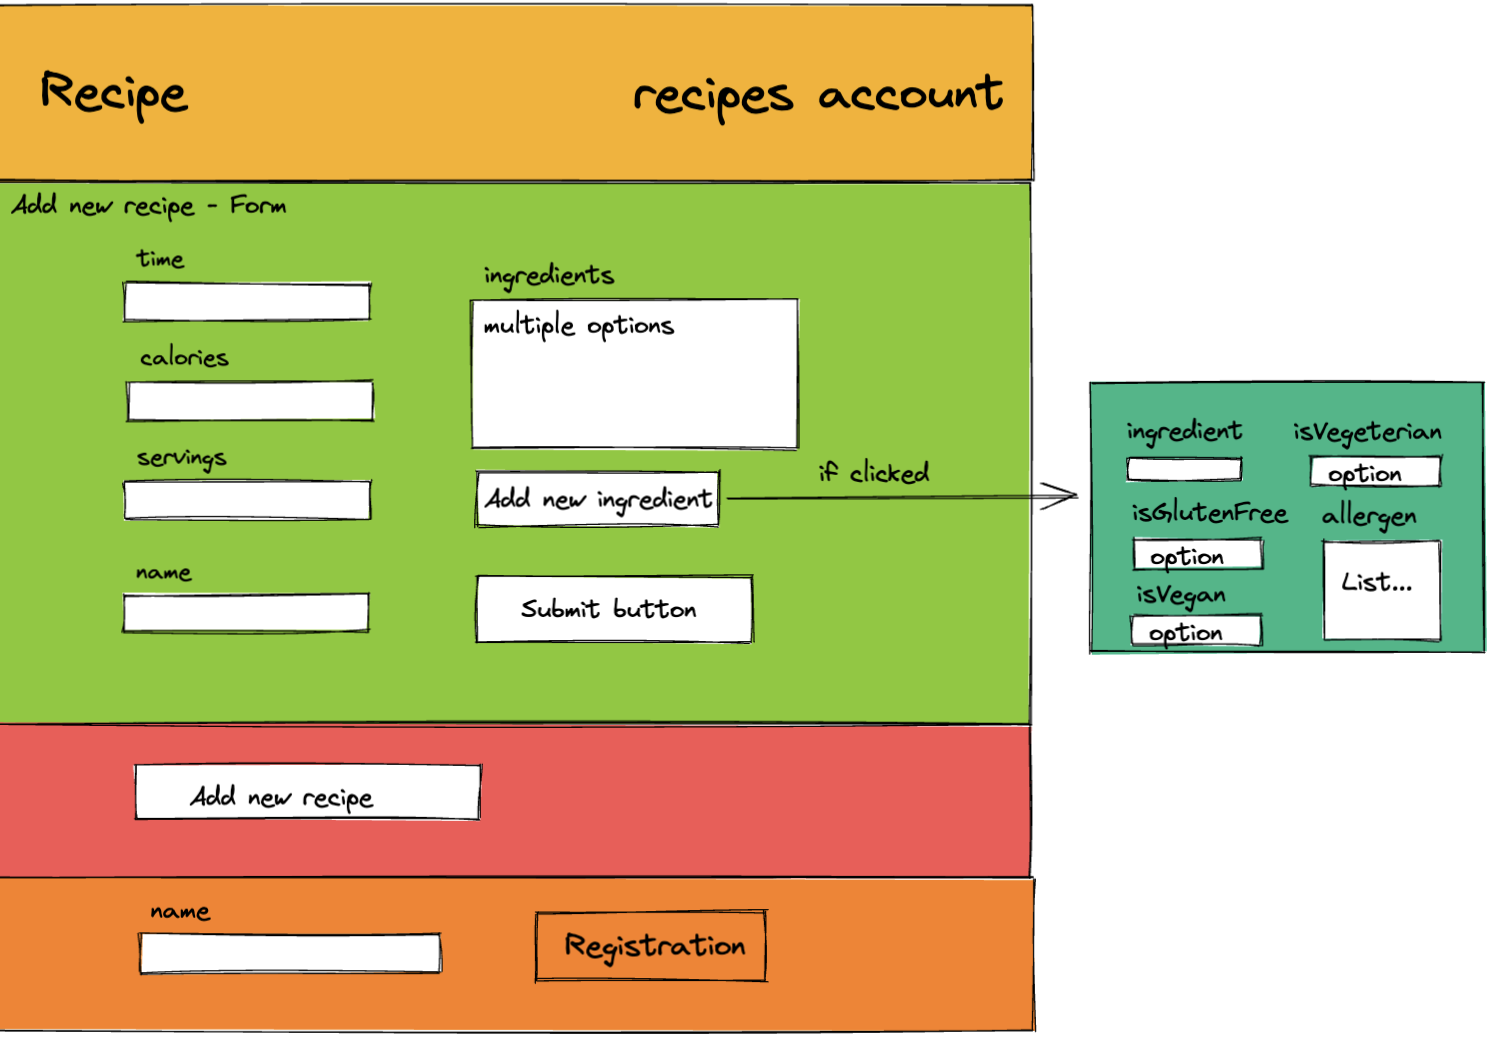 Recipe
recipes account
Add new recipe - Form
time
calories
servings
name
ingredients
multiple options
Add new ingredient
if clicked
Submit button
ingredient
isVegeterian
option
isGlutenFree
allergen
option
List...
isVegan
option
Add new recipe
name
Registration